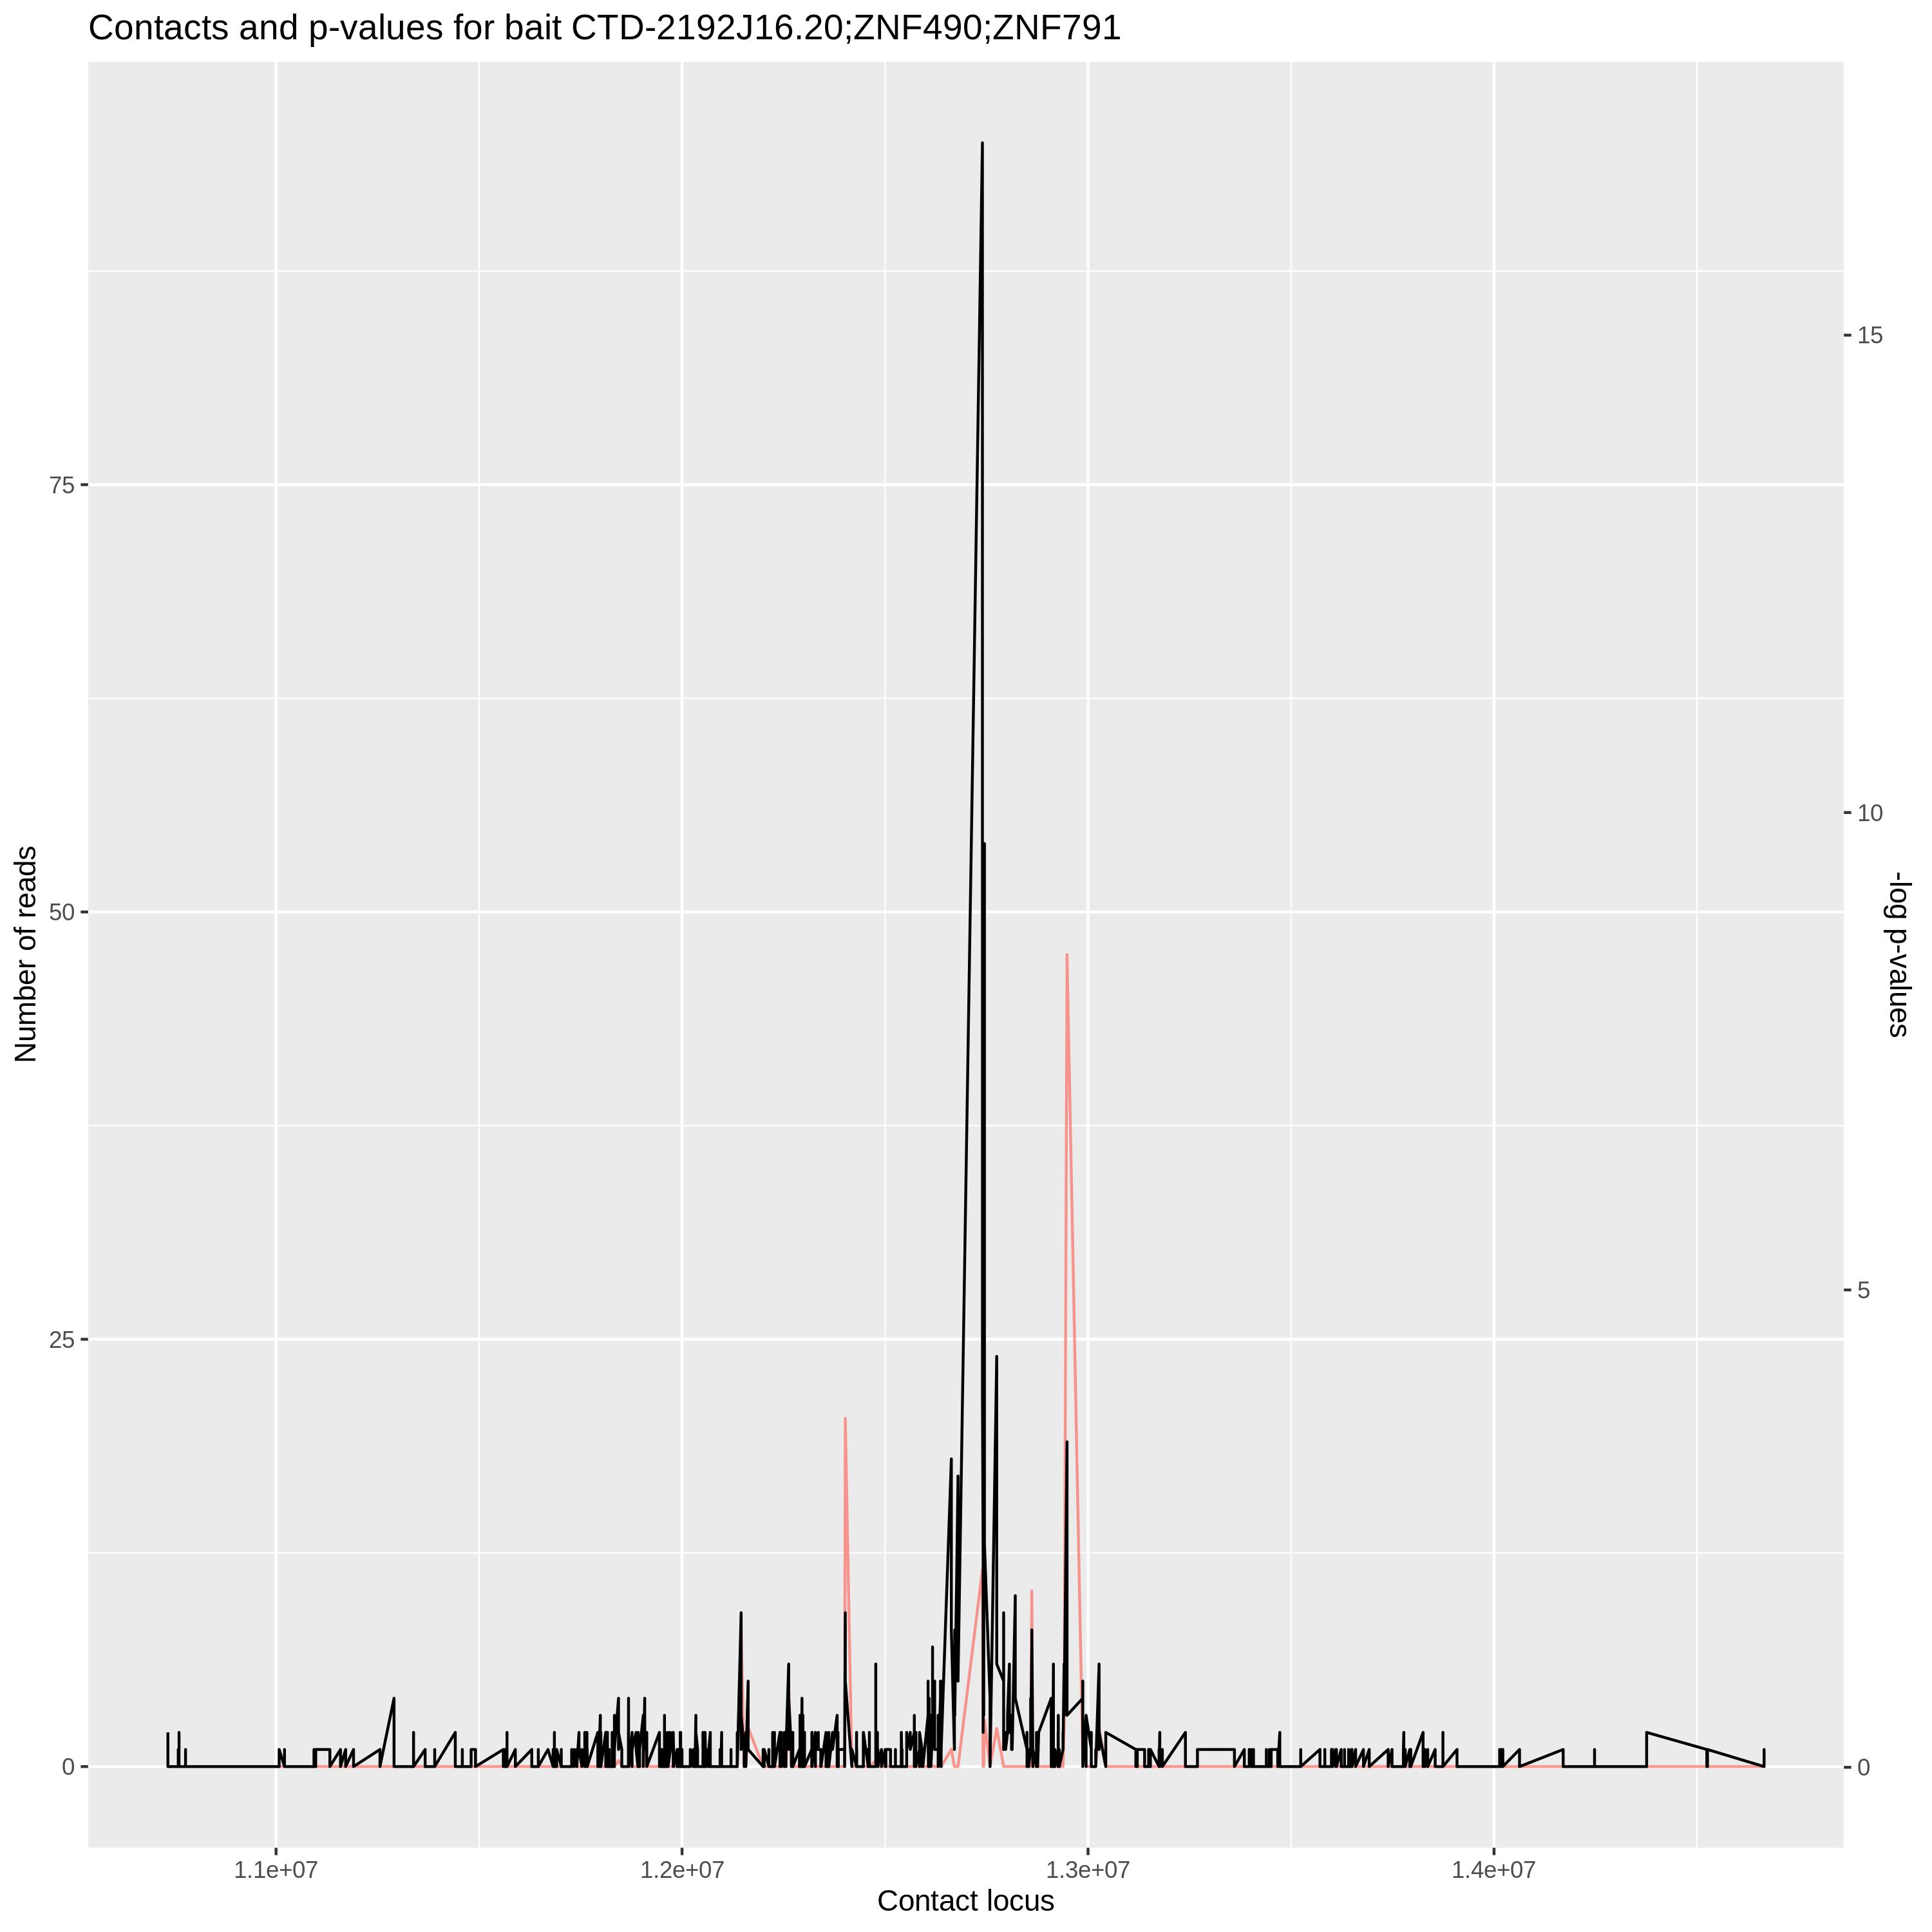 Contacts and p-values for bait CTD-2192J16.20;ZNF490;ZNF791
Number of reads
75
50
25
0
15
10
5
0
-log p-values
1.1e+07
1.2e+07
1.3e+07
1.4e+07
Contact locus